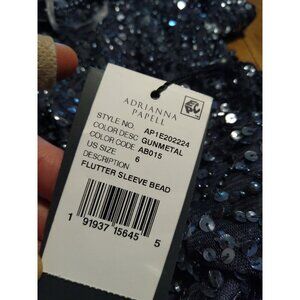 ADRIANNA
PAPELL
STYLE NO. AP1E202224
COLOR DESC GUNMETAL
COLOR CODE AB015
US SIZE 6
DESCRIPTION
FLUTTER SLEEVE BEAD
1 91937 15645 5